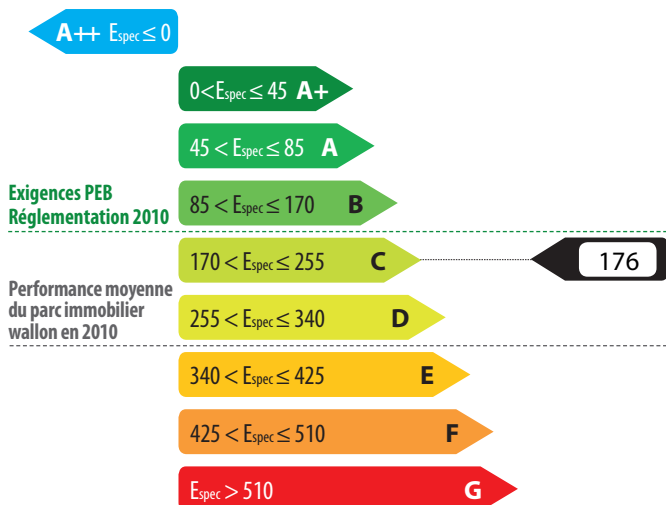 A++ Espec ≤ 0
0<Espec ≤ 45 A+
45 < Espec ≤ 85 A
Exigences PEB
Réglementation 2010
85 < Espec ≤ 170 B
170 < Espec ≤ 255 C
176
Performance moyenne
du parc immobilier
wallon en 2010
255 < Espec ≤ 340 D
340 < Espec ≤ 425 E
425 < Espec ≤ 510 F
Espec > 510 G